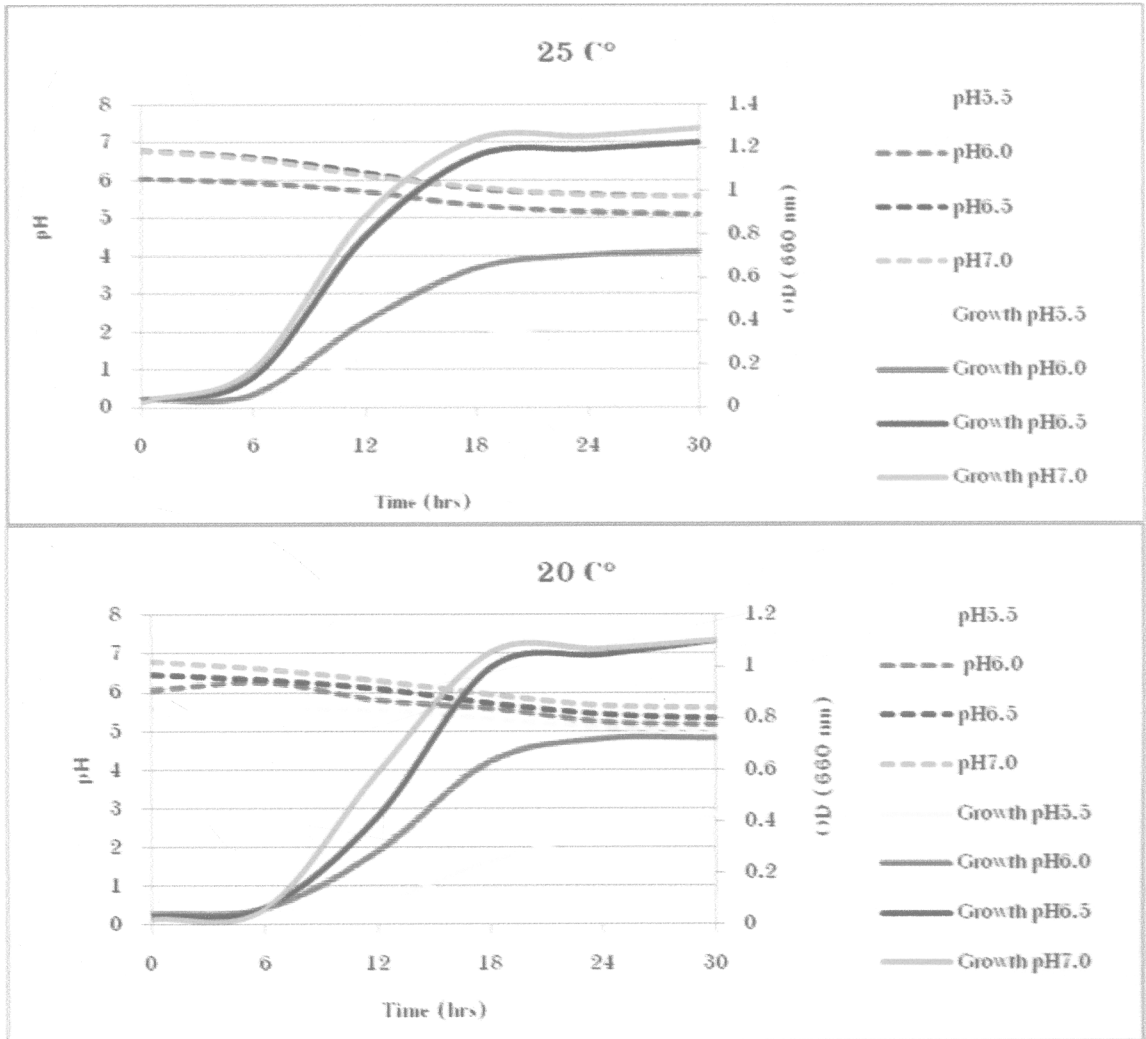 25 C°
8
7
6
5
4
3
2
1
0
pH
1.4
1.2
1
0.8
0.6
0.4
0.2
0
OD ( 660 nm)
0 6 12 18 24 30
Time (hrs)
pH5.5
pH6.0
pH6.5
pH7.0
Growth pH5.5
Growth pH6.0
Growth pH6.5
Growth pH7.0
20 C°
8
7
6
5
4
3
2
1
0
pH
1.2
1
0.8
0.6
0.4
0.2
0
OD ( 660 nm)
0 6 12 18 24 30
Time (hrs)
pH5.5
pH6.0
pH6.5
pH7.0
Growth pH5.5
Growth pH6.0
Growth pH6.5
Growth pH7.0